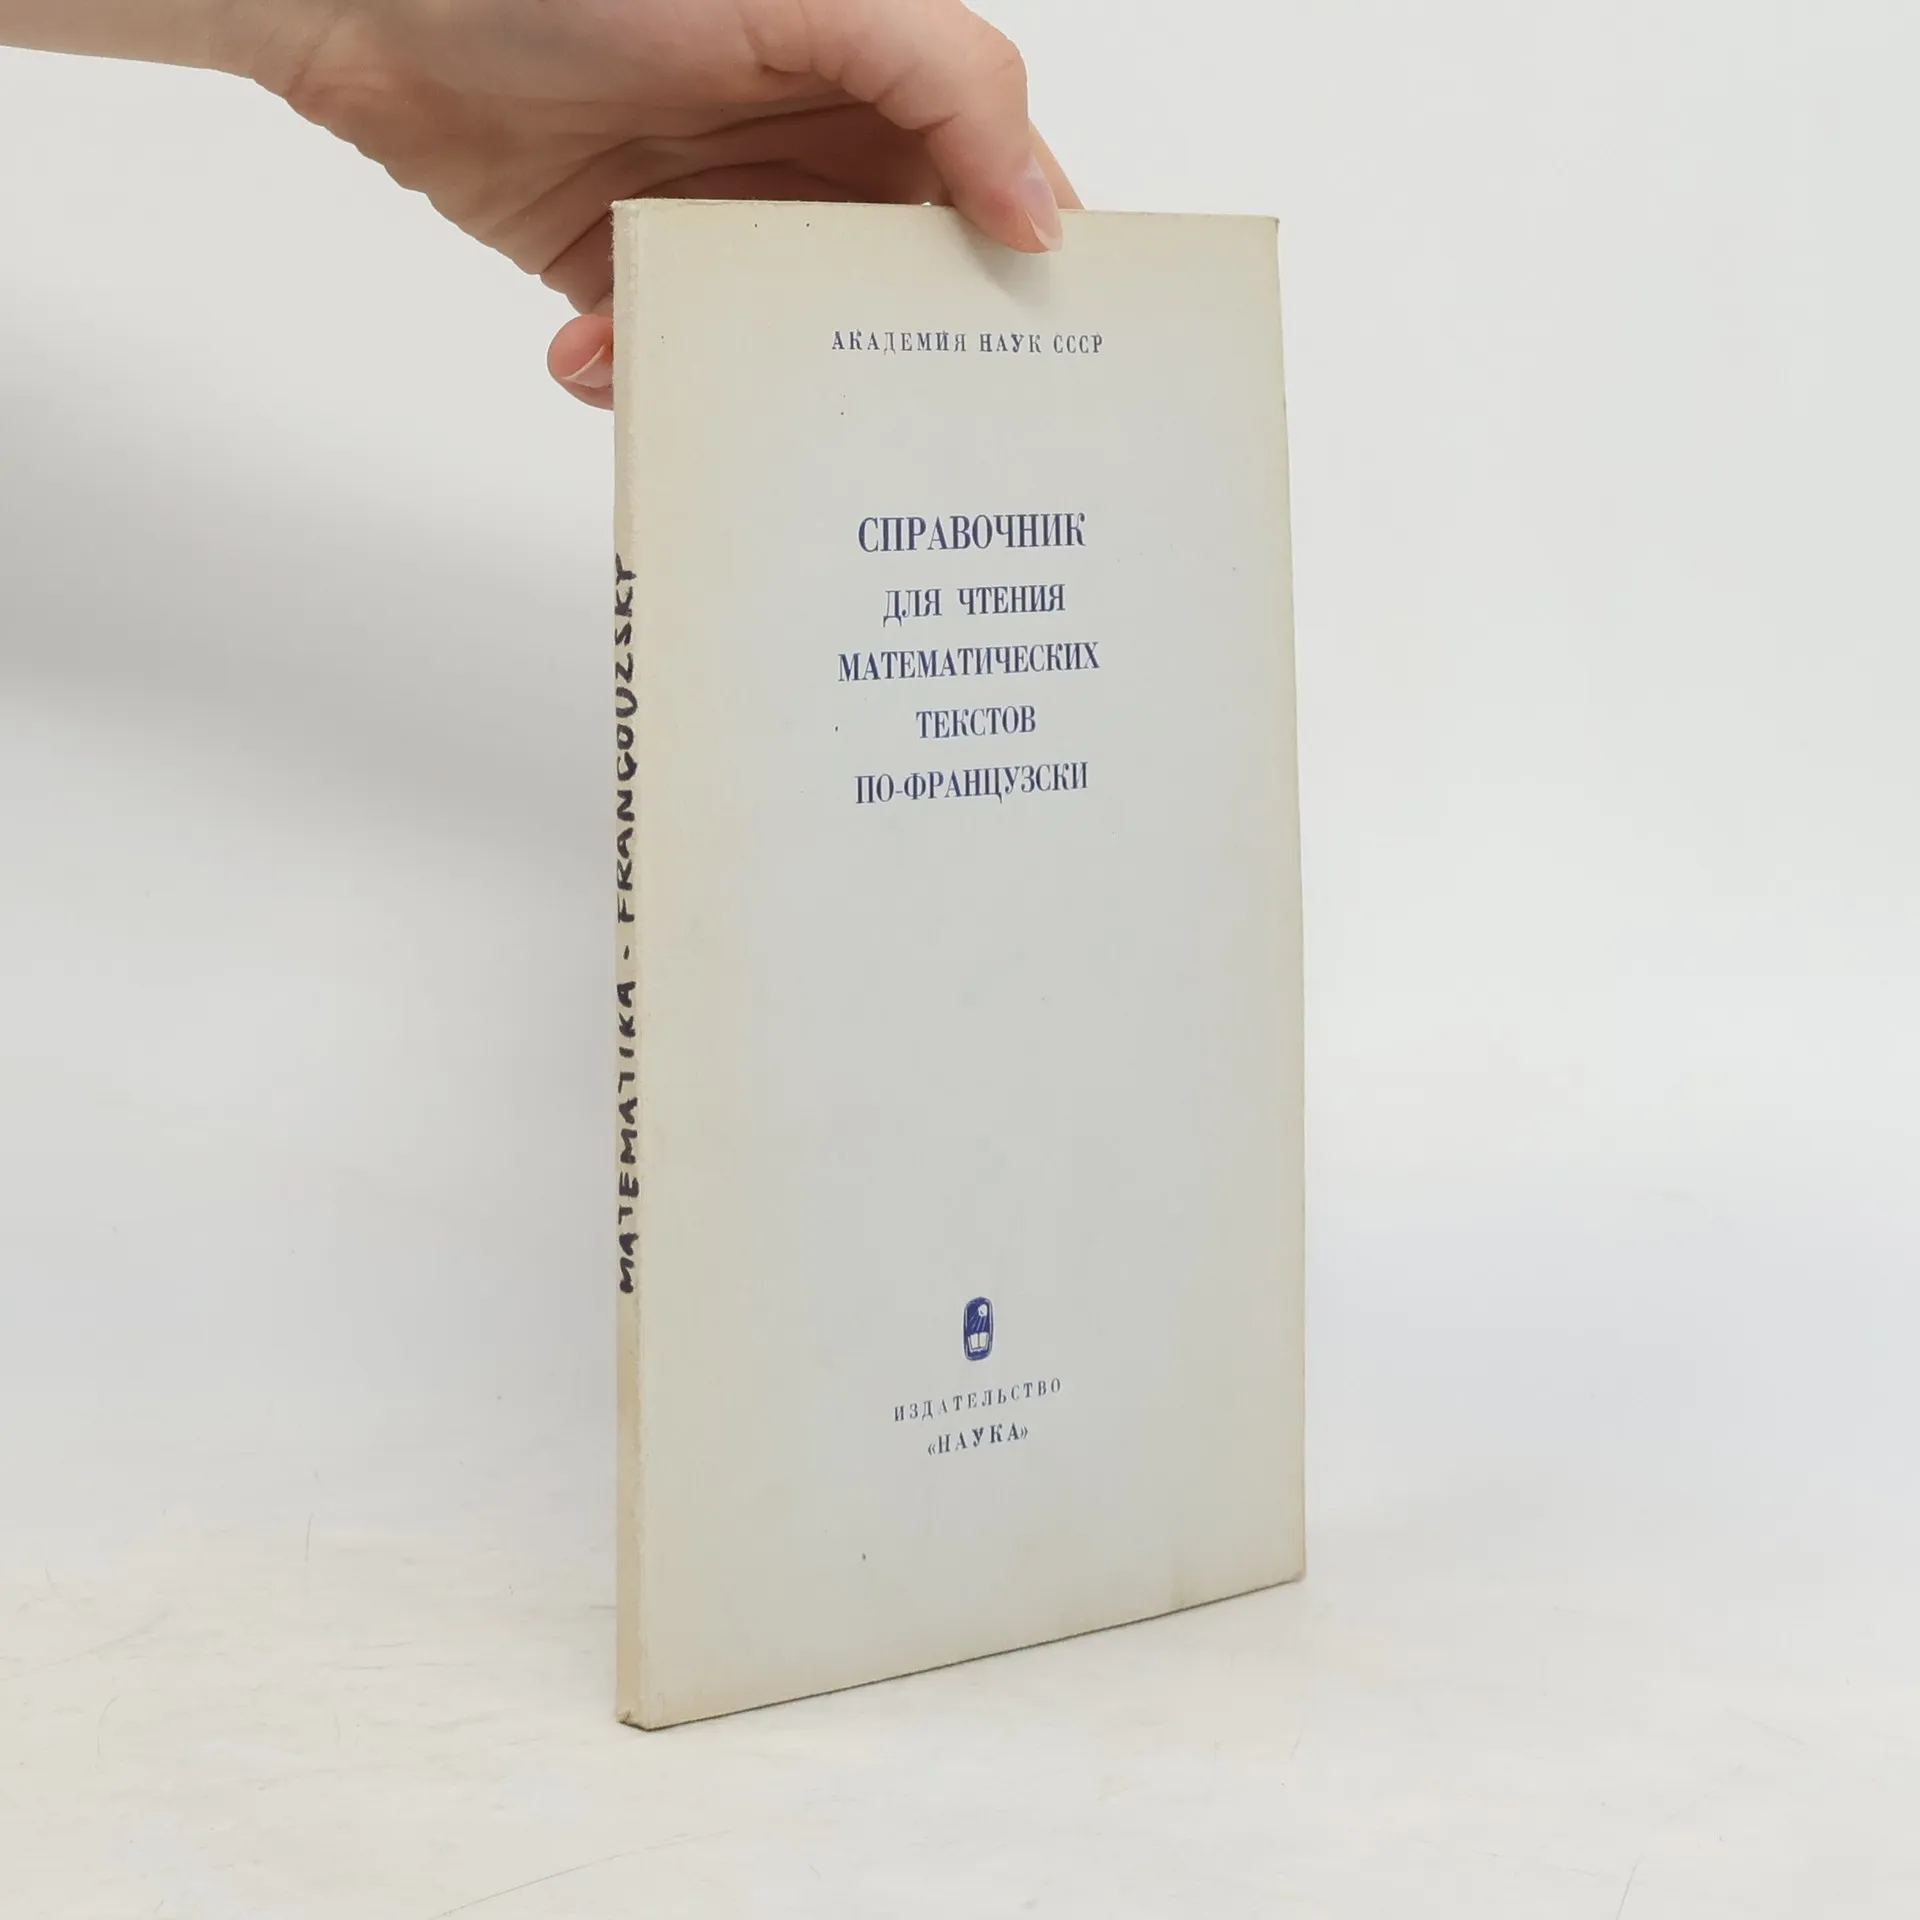 АКАДЕМИЯ НАУК СССР
СПРАВОЧНИК
ДЛЯ ЧТЕНИЯ
МАТЕМАТИЧЕСКИХ
ТЕКСТОВ
ПО-ФРАНЦУЗСКИ
ИЗДАТЕЛЬСТВО
«НАУКА»
MATEMATIKA - FRANCOUZSKY